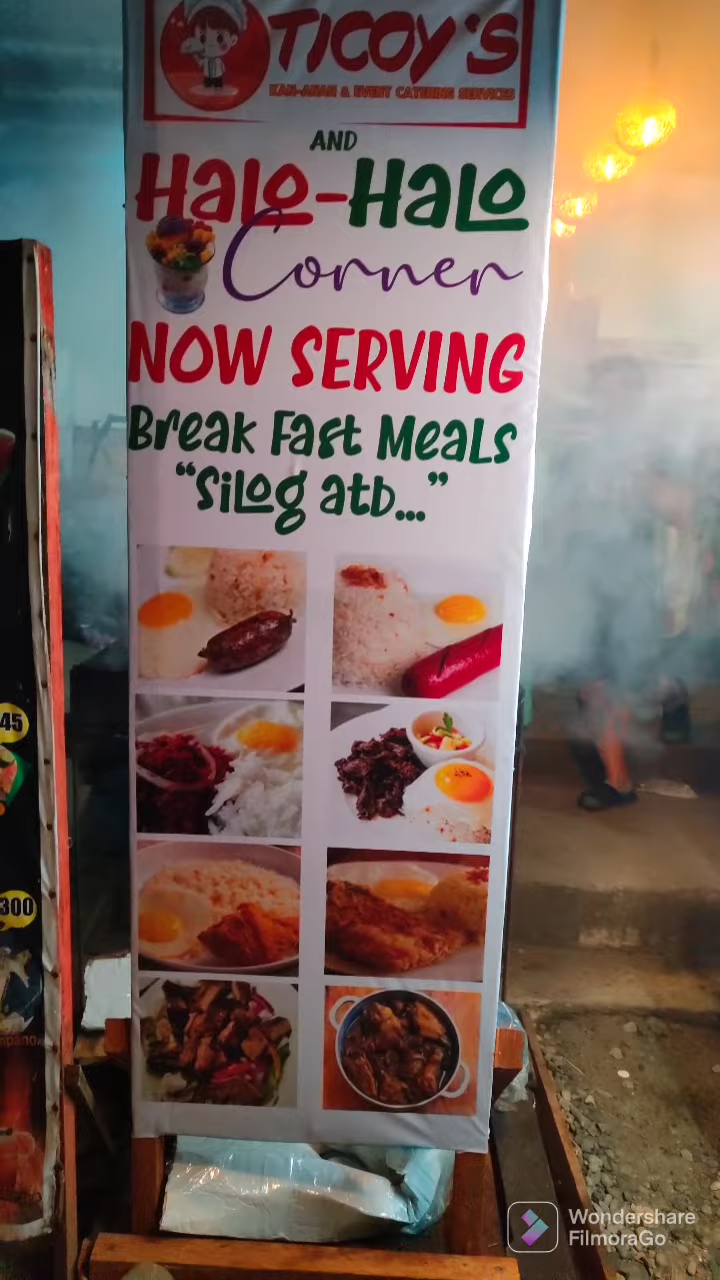 TICOY'S
KAN-ANAN & EVENT CATERING SERVICES
AND
Halo-Halo
Corner
NOW SERVING
Break Fast Meals
“Silog atb...”
45
300
Wondershare
FilmoraGo